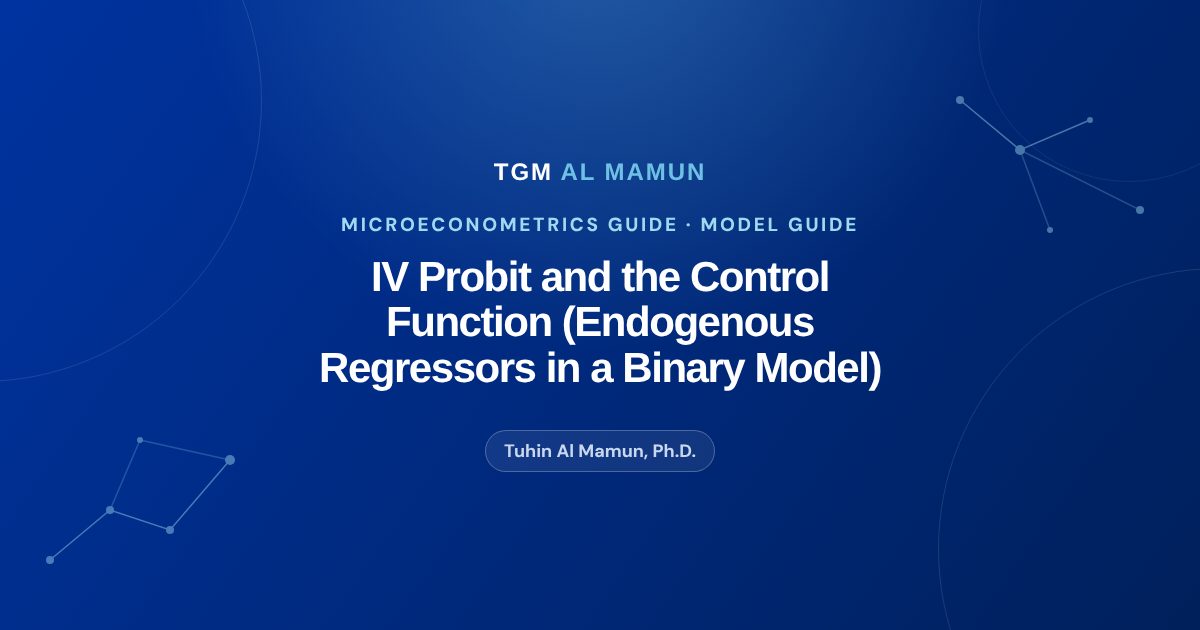 TGM AL MAMUN
MICROECONOMETRICS GUIDE · MODEL GUIDE
IV Probit and the Control
Function (Endogenous
Regressors in a Binary Model)
Tuhin Al Mamun, Ph.D.